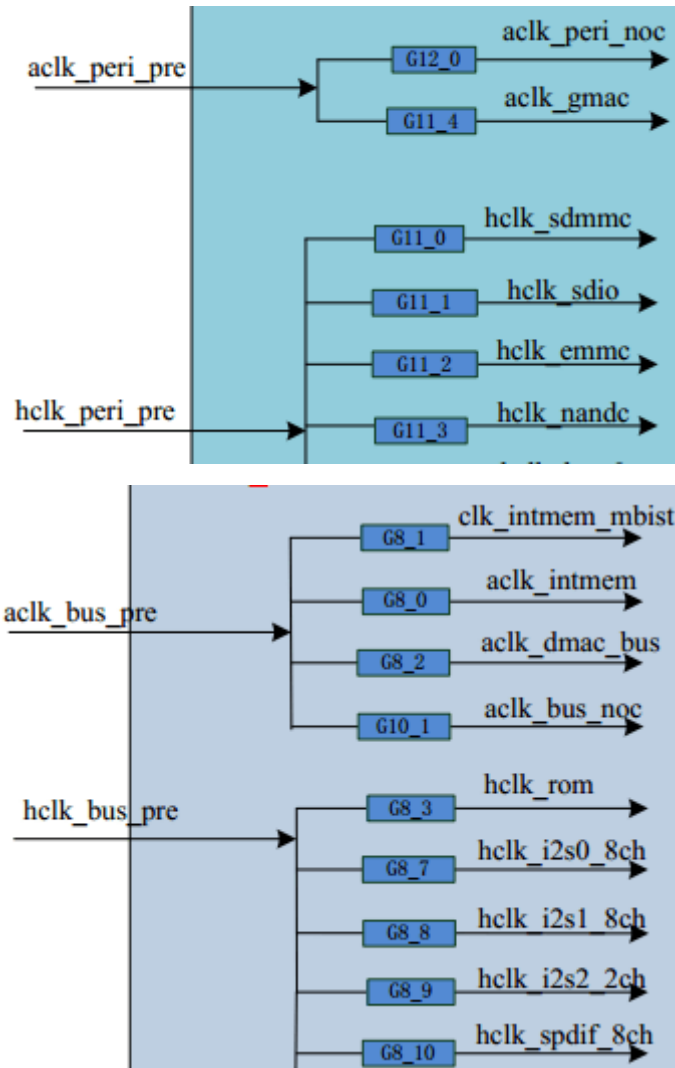 aclk_peri_noc
G12_0
aclk_peri_pre
aclk_gmac
G11_4
hclk_sdmmc
G11_0
hclk_sdio
G11_1
hclk_emmc
G11_2
hclk_peri_pre
hclk_nandc
G11_3
clk_intmem_mbist
G8_1
aclk_intmem
G8_0
aclk_bus_pre
aclk_dmac_bus
G8_2
aclk_bus_noc
G10_1
hclk_rom
hclk_bus_pre
G8_3
hclk_i2s0_8ch
G8_7
hclk_i2s1_8ch
G8_8
hclk_i2s2_2ch
G8_9
hclk_spdif_8ch
G8_10